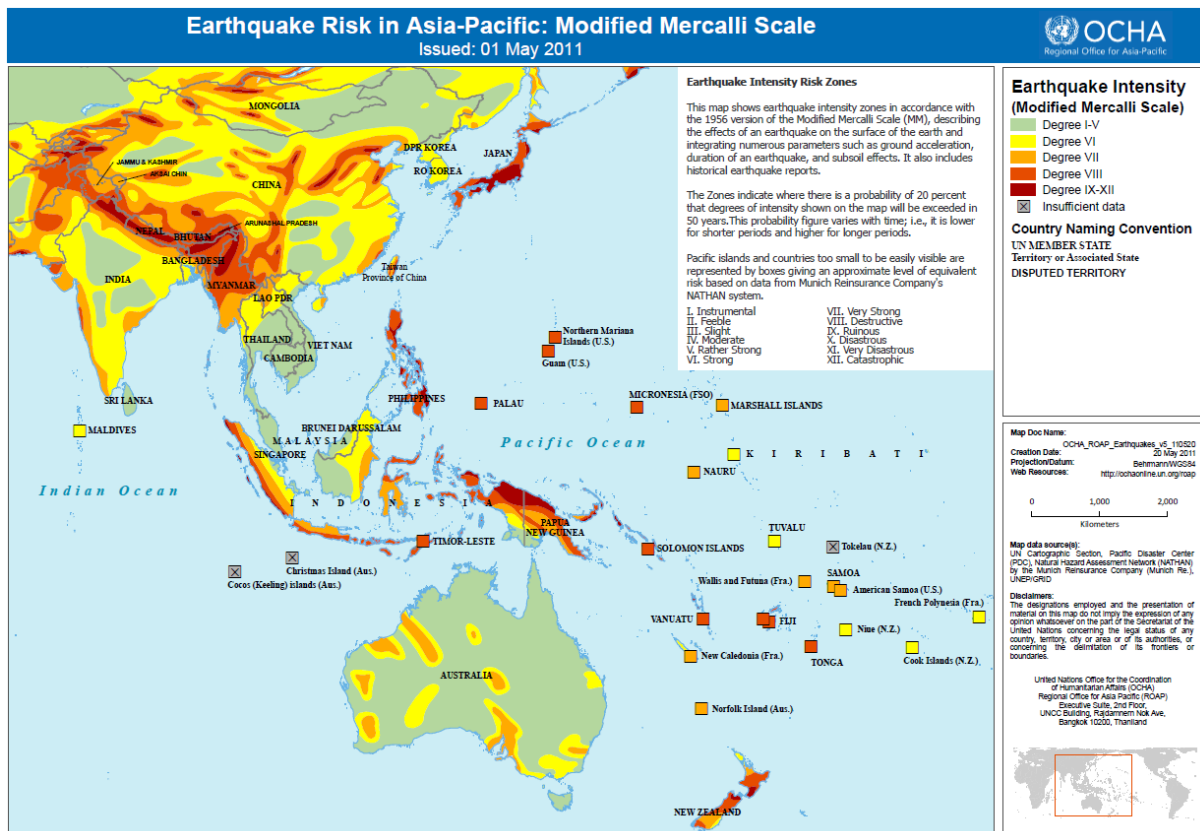 Earthquake Risk in Asia-Pacific: Modified Mercalli Scale
Issued: 01 May 2011
OCHA
Regional Office for Asia-Pacific
Earthquake Intensity Risk Zones
This map shows earthquake intensity zones in accordance with
the 1956 version of the Modified Mercalli Scale (MM), describing
the effects of an earthquake on the surface of the earth and
integrating numerous parameters such as ground acceleration,
duration of an earthquake, and subsoil effects. It also includes
historical earthquake reports.
The Zones indicate where there is a probability of 20 percent
that degrees of intensity shown on the map will be exceeded in
50 years.This probability figure varies with time; i.e., it is lower
for shorter periods and higher for longer periods.
Pacific islands and countries too small to be easily visible are
represented by boxes giving an approximate level of equivalent
risk based on data from Munich Reinsurance Company's
NATHAN system.
I. Instrumental
II. Feeble
III. Slight
IV. Moderate
V. Rather Strong
VI. Strong
VII. Very Strong
VIII. Destructive
IX. Ruinous
X. Disastrous
XI. Very Disastrous
XII. Catastrophic
MONGOLIA
DPR KOREA
JAPAN
RO KOREA
JAMMU & KASHMIR
AKSAI CHIN
CHINA
ARUNASHAL PRADESH
NEPAL
BHUTAN
BANGLADESH
INDIA
MYANMAR
Taiwan
Province of China
LAO PDR
THAILAND
VIET NAM
CAMBODIA
Northern Mariana
Islands (U.S.)
Guam (U.S.)
SRI LANKA
PHILIPPINES
PALAU
MICRONESIA (FSO)
MARSHALL ISLANDS
MALDIVES
BRUNEI DARUSSALAM
MALAYSIA
SINGAPORE
Pacific Ocean
KIRIBATI
NAURU
Indian Ocean
INDONESIA
PAPUA
NEW GUINEA
TUVALU
TIMOR-LESTE
SOLOMON ISLANDS
Tokelau (N.Z.)
Christmas Island (Aus.)
Cocos (Keeling) islands (Aus.)
Wallis and Futuna (Fra.)
SAMOA
American Samoa (U.S.)
French Polynesia (Fra.)
VANUATU
FIJI
Niue (N.Z.)
New Caledonia (Fra.)
TONGA
Cook Islands (N.Z.)
AUSTRALIA
Norfolk Island (Aus.)
NEW ZEALAND
Earthquake Intensity
(Modified Mercalli Scale)
Degree I-V
Degree VI
Degree VII
Degree VIII
Degree IX-XII
Insufficient data
Country Naming Convention
UN MEMBER STATE
Territory or Associated State
DISPUTED TERRITORY
Map Doc Name:
OCHA_ROAP_Earthquakes_v5_110520
Creation Date: 20 May 2011
Projection/Datum: Behrmann/WGS84
Web Resources: http://ochaonline.un.org/roap
0 1,000 2,000
Kilometers
Map data source(s):
UN Cartographic Section, Pacific Disaster Center
(PDC), Natural Hazard Assessment Network (NATHAN)
by the Munich Reinsurance Company (Munich Re.),
UNEP/GRID
Disclaimers:
The designations employed and the presentation of
material on this map do not imply the expression of any
opinion whatsoever on the part of the Secretariat of the
United Nations concerning the legal status of any
country, territory, city or area or of its authorities, or
concerning the delimitation of its frontiers or
boundaries.
United Nations Office for the Coordination
of Humanitarian Affairs (OCHA)
Regional Office for Asia Pacific (ROAP)
Executive Suite, 2nd Floor,
UNCC Building, Rajdamnern Nok Ave,
Bangkok 10200, Thailand